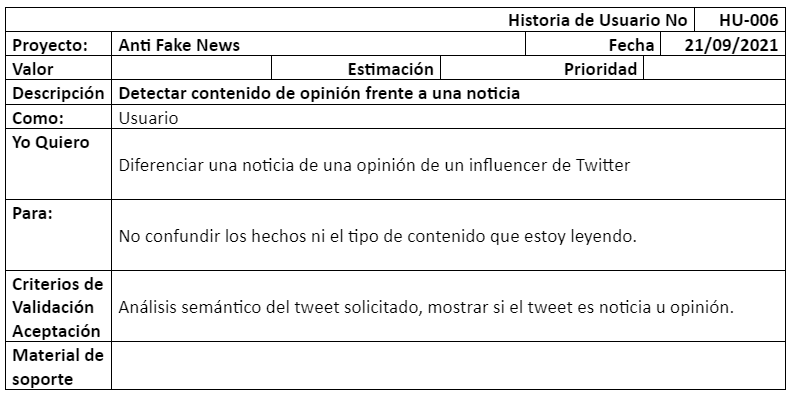 Historia de Usuario No HU-006
Proyecto: Anti Fake News Fecha 21/09/2021
Valor Estimación Prioridad
Descripción Detectar contenido de opinión frente a una noticia
Como: Usuario
Yo Quiero
Diferenciar una noticia de una opinión de un influencer de Twitter
Para:
No confundir los hechos ni el tipo de contenido que estoy leyendo.
Criterios de
Validación
Aceptación
Análisis semántico del tweet solicitado, mostrar si el tweet es noticia u opinión.
Material de
soporte